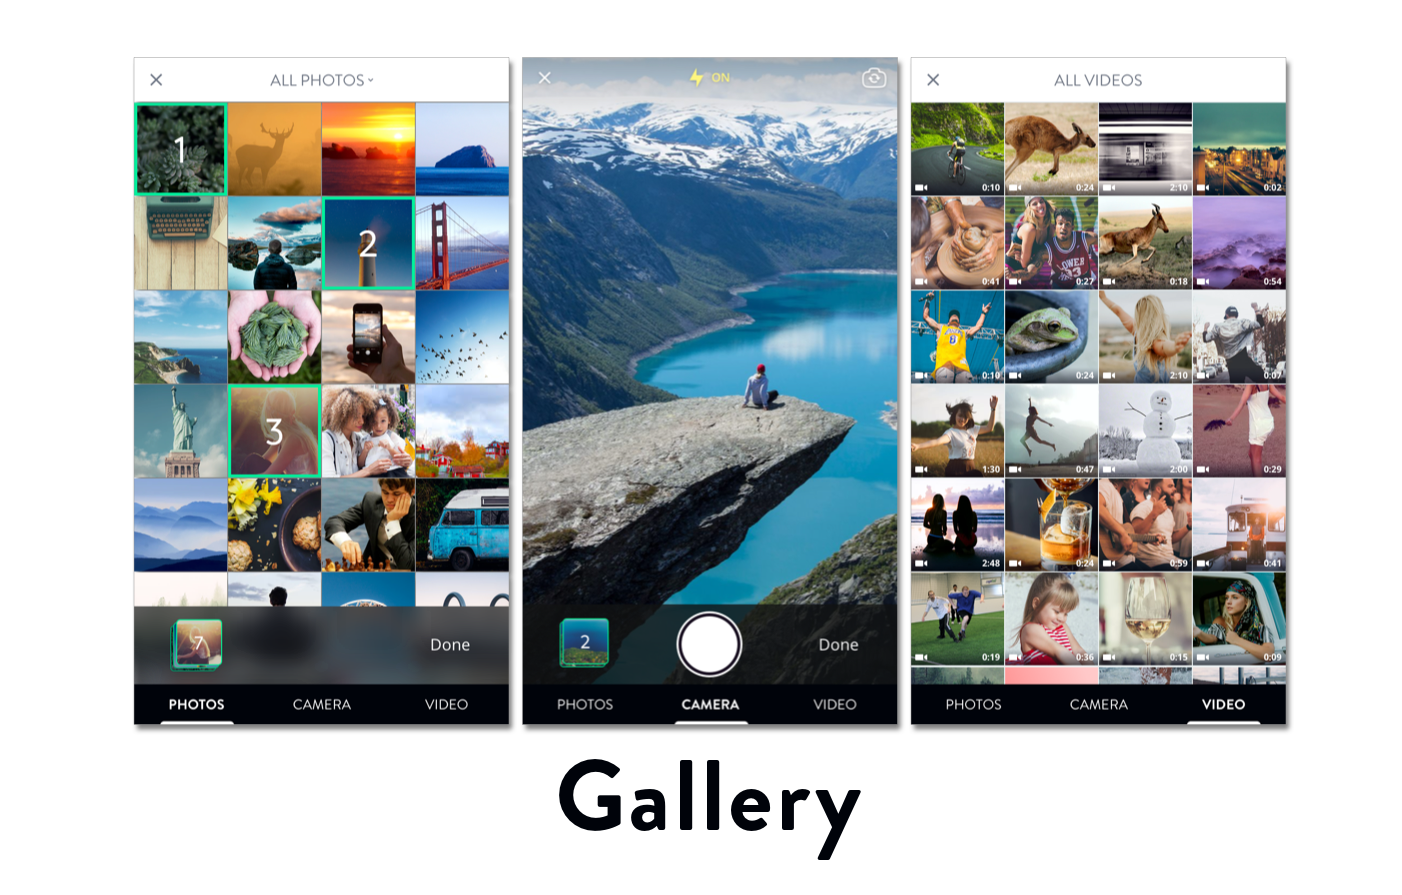 ALL PHOTOS
1
2
3
7
Done
PHOTOS CAMERA VIDEO
ON
2
Done
PHOTOS CAMERA VIDEO
ALL VIDEOS
0:10 0:24 2:10 0:02
0:41 0:27 0:18 0:54
LOWER
93
8
0:10 0:24 2:10 0:07
1:30 0:47 2:00 0:29
2:48 0:24 0:59 0:41
0:19 0:36 0:15 0:09
PHOTOS CAMERA VIDEO
Gallery